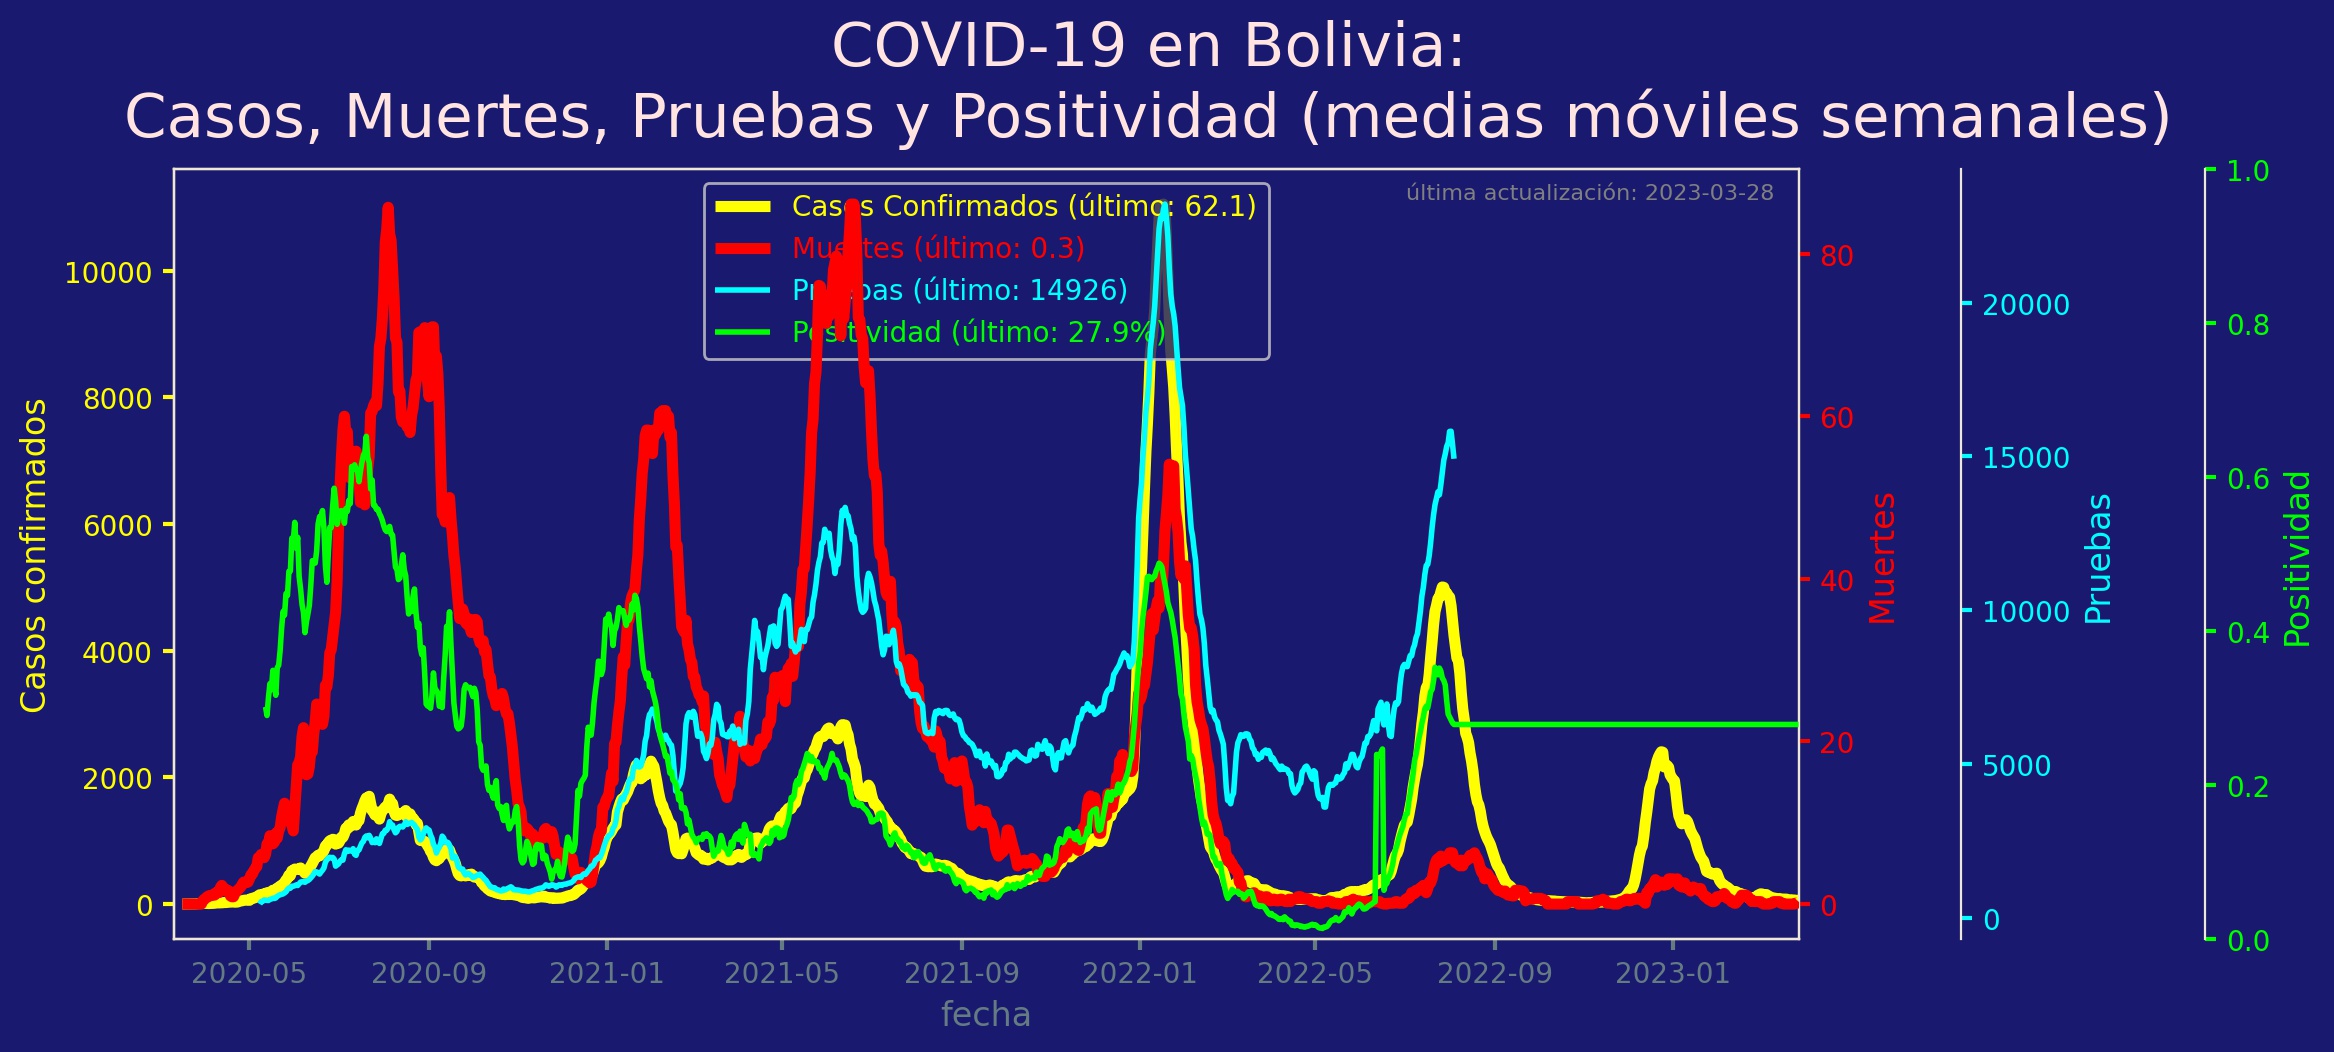 COVID-19 en Bolivia:
Casos, Muertes, Pruebas y Positividad (medias móviles semanales)
última actualización: 2023-03-28
Casos Confirmados (último: 62.1)
Muertes (último: 0.3)
Pruebas (último: 14926)
Positividad (último: 27.9%)
Casos confirmados
10000
8000
6000
4000
2000
0
Muertes
80
60
40
20
0
Pruebas
20000
15000
10000
5000
0
Positividad
1.0
0.8
0.6
0.4
0.2
0.0
2020-05 2020-09 2021-01 2021-05 2021-09 2022-01 2022-05 2022-09 2023-01
fecha